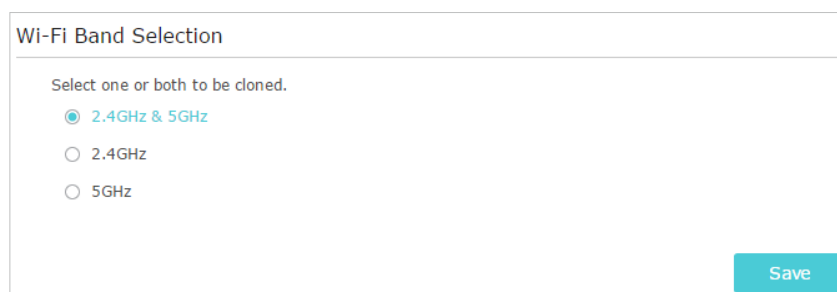 Wi-Fi Band Selection
Select one or both to be cloned.
2.4GHz & 5GHz
2.4GHz
5GHz
Save